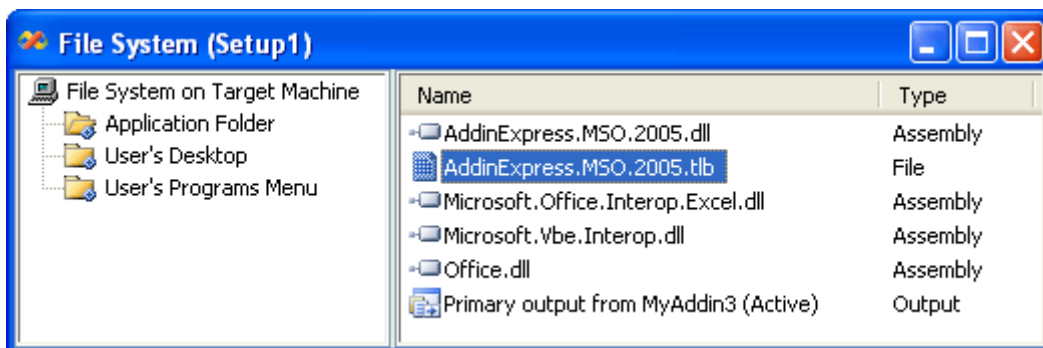 File System (Setup1)
File System on Target Machine
Application Folder
User's Desktop
User's Programs Menu
Name Type
AddinExpress.MSO.2005.dll Assembly
AddinExpress.MSO.2005.tlb File
Microsoft.Office.Interop.Excel.dll Assembly
Microsoft.Vbe.Interop.dll Assembly
Office.dll Assembly
Primary output from MyAddin3 (Active) Output